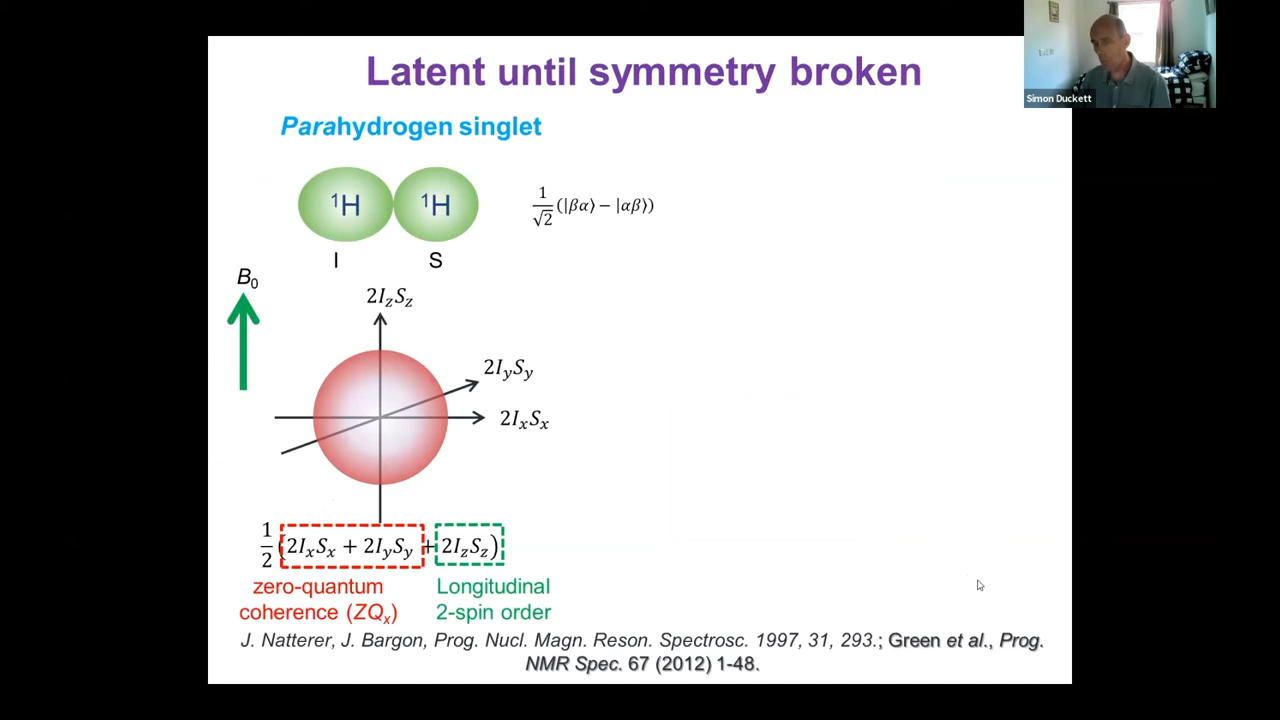 Latent until symmetry broken
Simon Duckett
Parahydrogen singlet
¹H ¹H
1/√2 (|βα⟩ − |αβ⟩)
I S
B₀
2I_zS_z
2I_yS_y
2I_xS_x
1/2 (2I_xS_x + 2I_yS_y + 2I_zS_z)
zero-quantum Longitudinal
coherence (ZQₓ) 2-spin order
J. Natterer, J. Bargon, Prog. Nucl. Magn. Reson. Spectrosc. 1997, 31, 293.; Green et al., Prog.
NMR Spec. 67 (2012) 1-48.